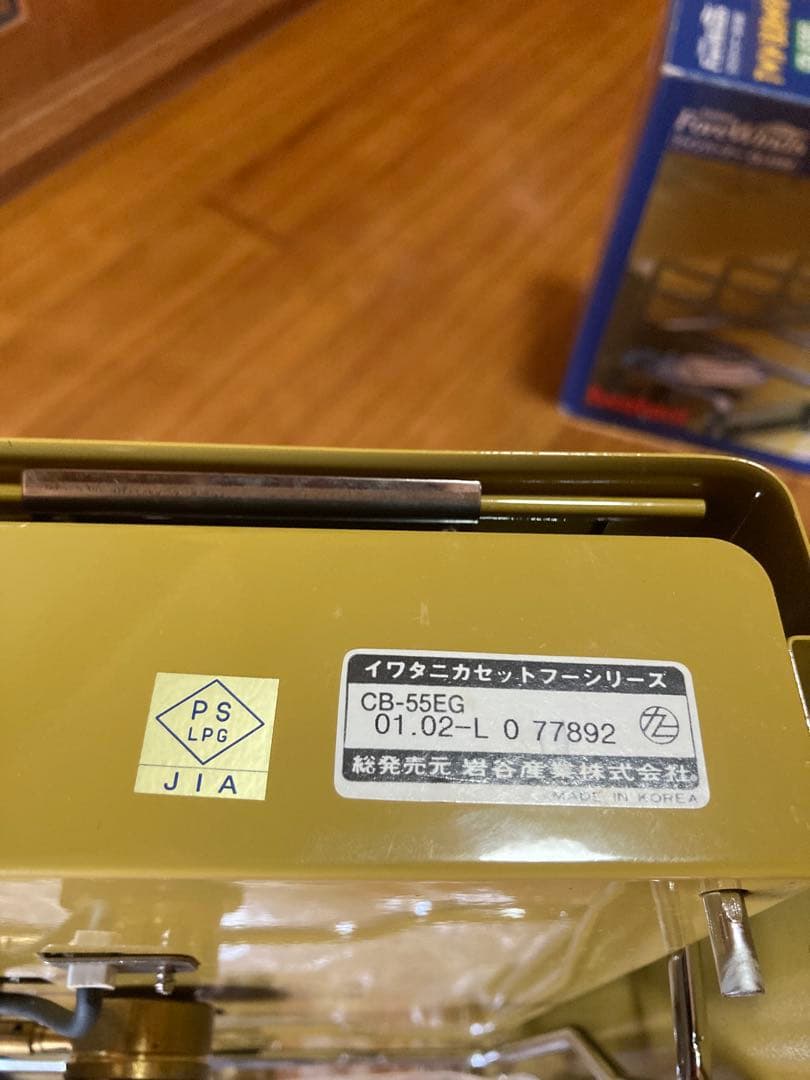 ForeWinds
PS
LPG
JIA
イワタニカセットフーシリーズ
CB-55EG
01.02-L 0 77892
総発売元 岩谷産業株式会社
MADE IN KOREA